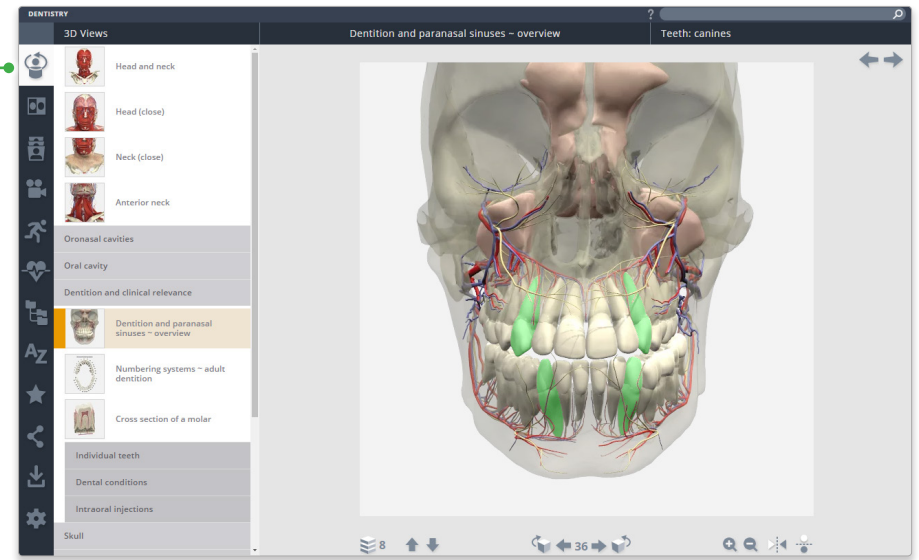 DENTISTRY
?
3D Views
Dentition and paranasal sinuses ~ overview
Teeth: canines
Head and neck
Head (close)
Neck (close)
Anterior neck
Oronasal cavities
Oral cavity
Dentition and clinical relevance
Dentition and paranasal
sinuses ~ overview
Numbering systems ~ adult
dentition
Cross section of a molar
Individual teeth
Dental conditions
Intraoral injections
Skull
AZ
8
36